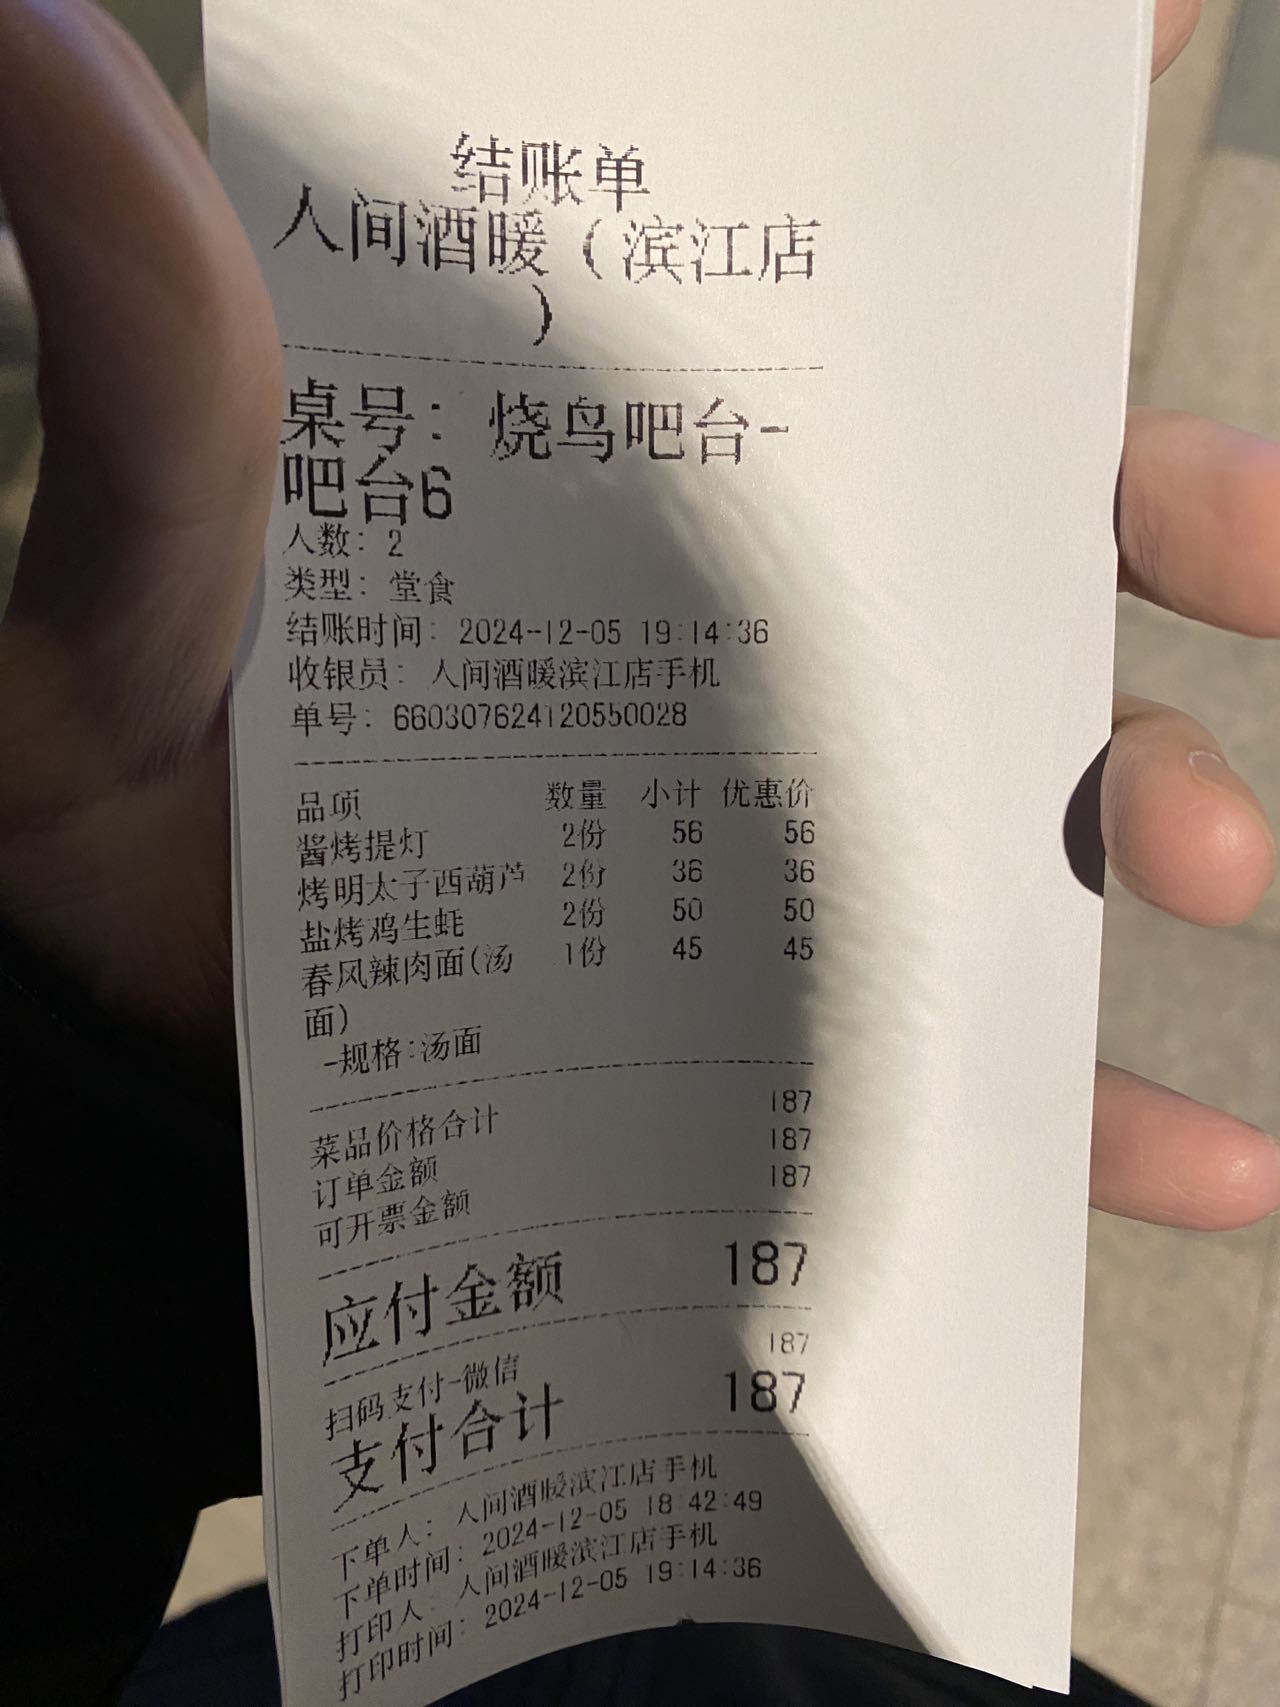 结账单
人间酒暖（滨江店
）
桌号：烧鸟吧台-
吧台6
人数：2
类型：堂食
结账时间：2024-12-05 19:14:36
收银员：人间酒暖滨江店手机
单号：660307624120550028
品项 数量 小计 优惠价
酱烤提灯 2份 56 56
烤明太子西葫芦 2份 36 36
盐烤鸡生蚝 2份 50 50
春风辣肉面(汤 1份 45 45
面)
-规格:汤面
菜品价格合计 187
订单金额 187
可开票金额 187
应付金额 187
扫码支付-微信 187
支付合计 187
下单人：人间酒暖滨江店手机
下单时间：2024-12-05 18:42:49
打印人：人间酒暖滨江店手机
打印时间：2024-12-05 19:14:36